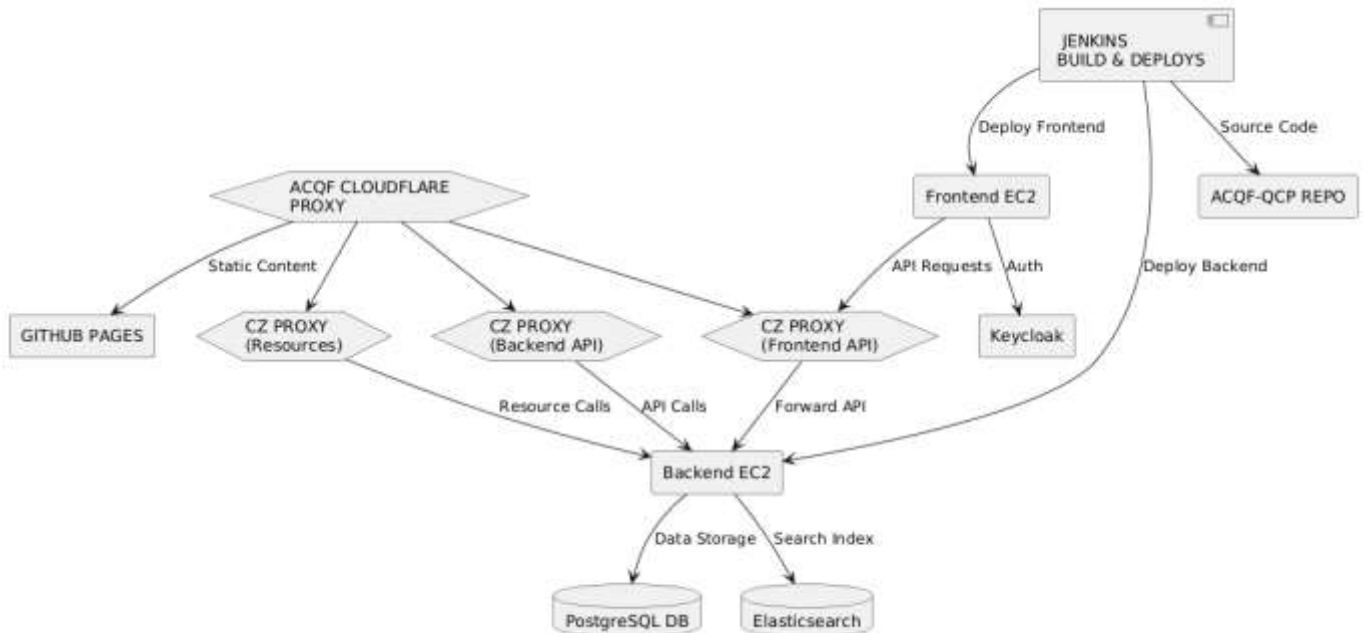 JENKINS
BUILD & DEPLOYS
Deploy Frontend
Source Code
ACQF CLOUDFLARE
PROXY
Frontend EC2
ACQF-QCP REPO
Static Content
API Requests
Auth
Deploy Backend
GITHUB PAGES
CZ PROXY
(Resources)
CZ PROXY
(Backend API)
CZ PROXY
(Frontend API)
Keycloak
Resource Calls
API Calls
Forward API
Backend EC2
Data Storage
Search Index
PostgreSQL DB
Elasticsearch